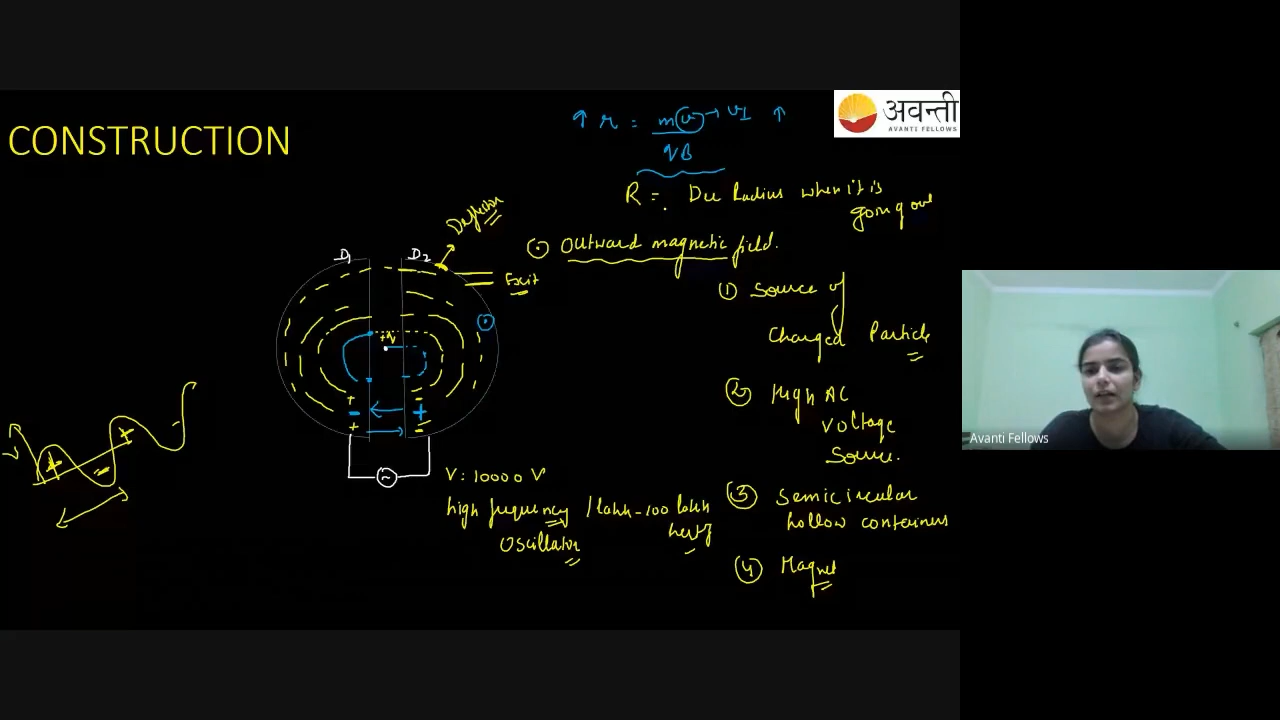 CONSTRUCTION
↑ r = m(v) → v⊥ ↑
qB
अवन्ती
AVANTI FELLOWS
R = Dee Radius when it is
going out
Deflector
Outward magnetic field.
D1 D2
Exit
① Source of
Charged Particle
+q
② High AC
Voltage
Source.
+ -
- +
+ -
V
+ - + -
~
V: 10000 V
high frequency 1 lakh - 100 lakh
hertz
Oscillator
③ Semicircular
hollow containers
④ Magnet
Avanti Fellows